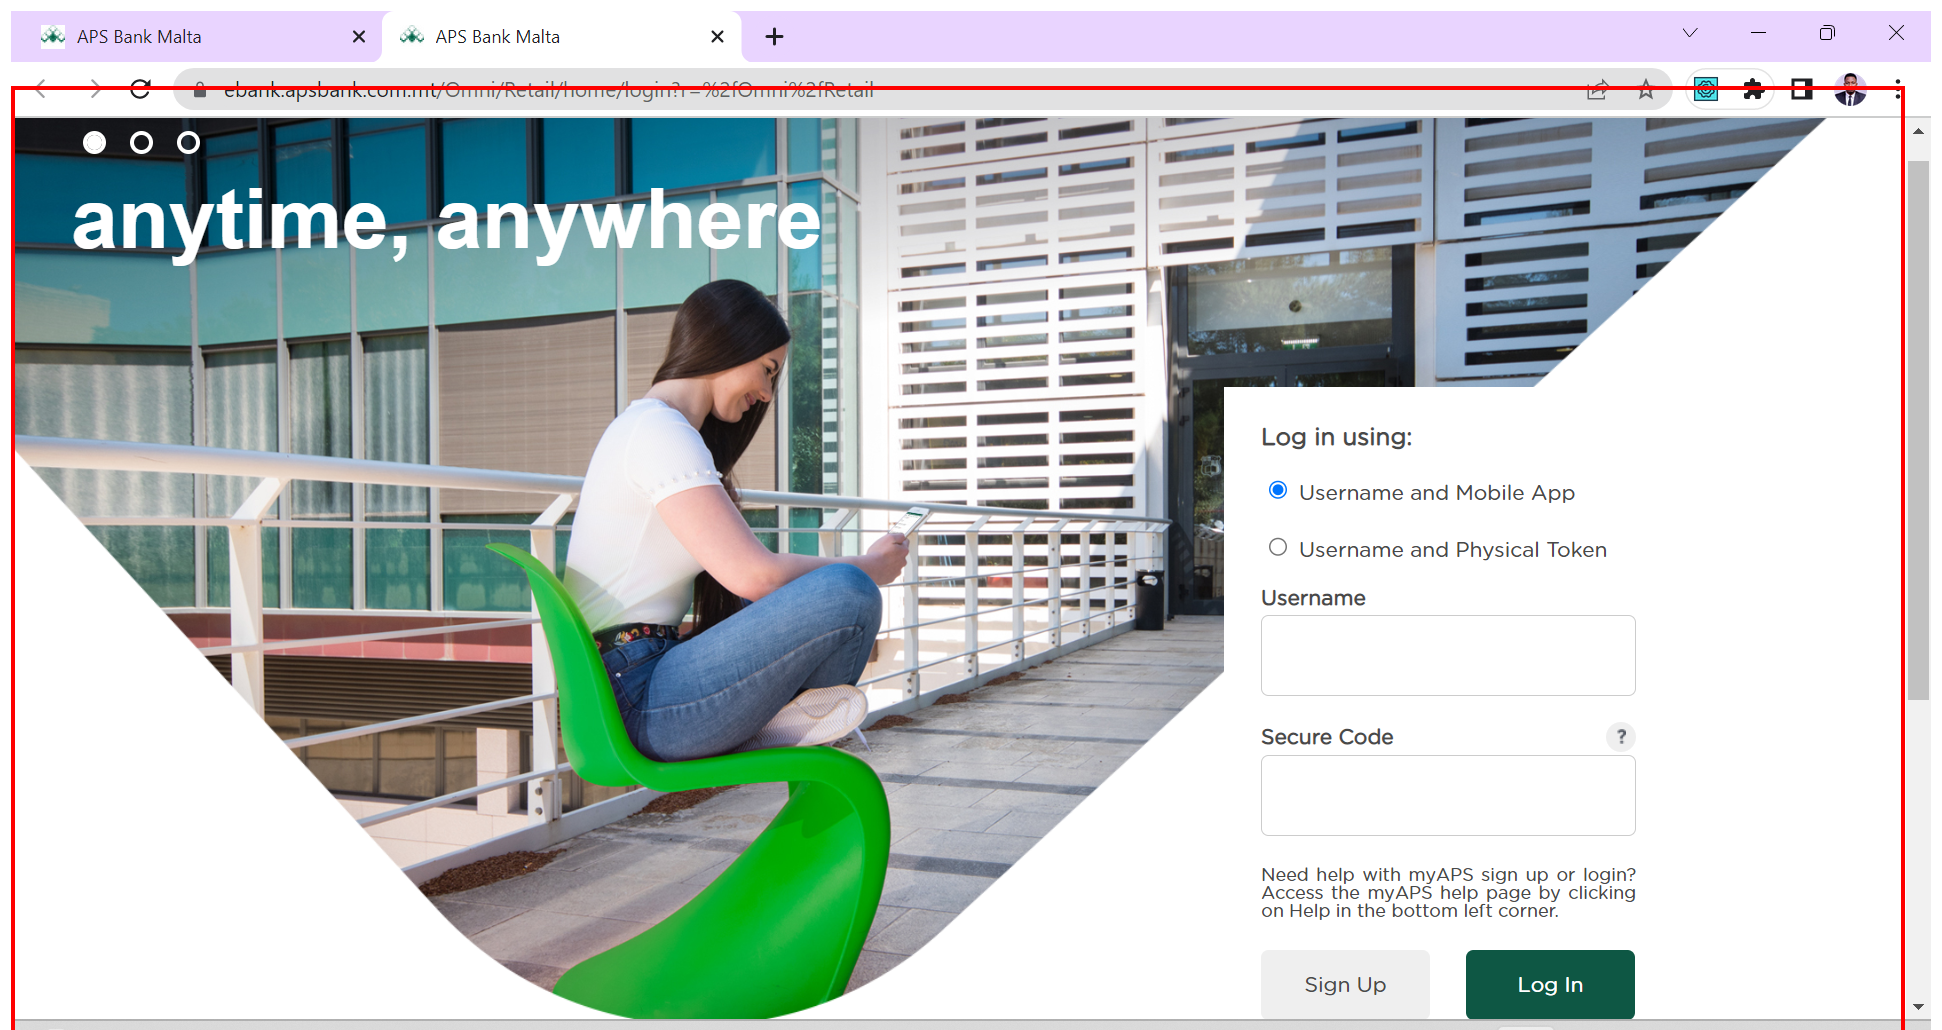 APS Bank Malta
APS Bank Malta
ebank.apsbank.com.mt/Omni/Retail/home/login?r=%2fOmni%2fRetail
anytime, anywhere
Log in using:
Username and Mobile App
Username and Physical Token
Username
Secure Code
?
Need help with myAPS sign up or login?
Access the myAPS help page by clicking
on Help in the bottom left corner.
Sign Up
Log In